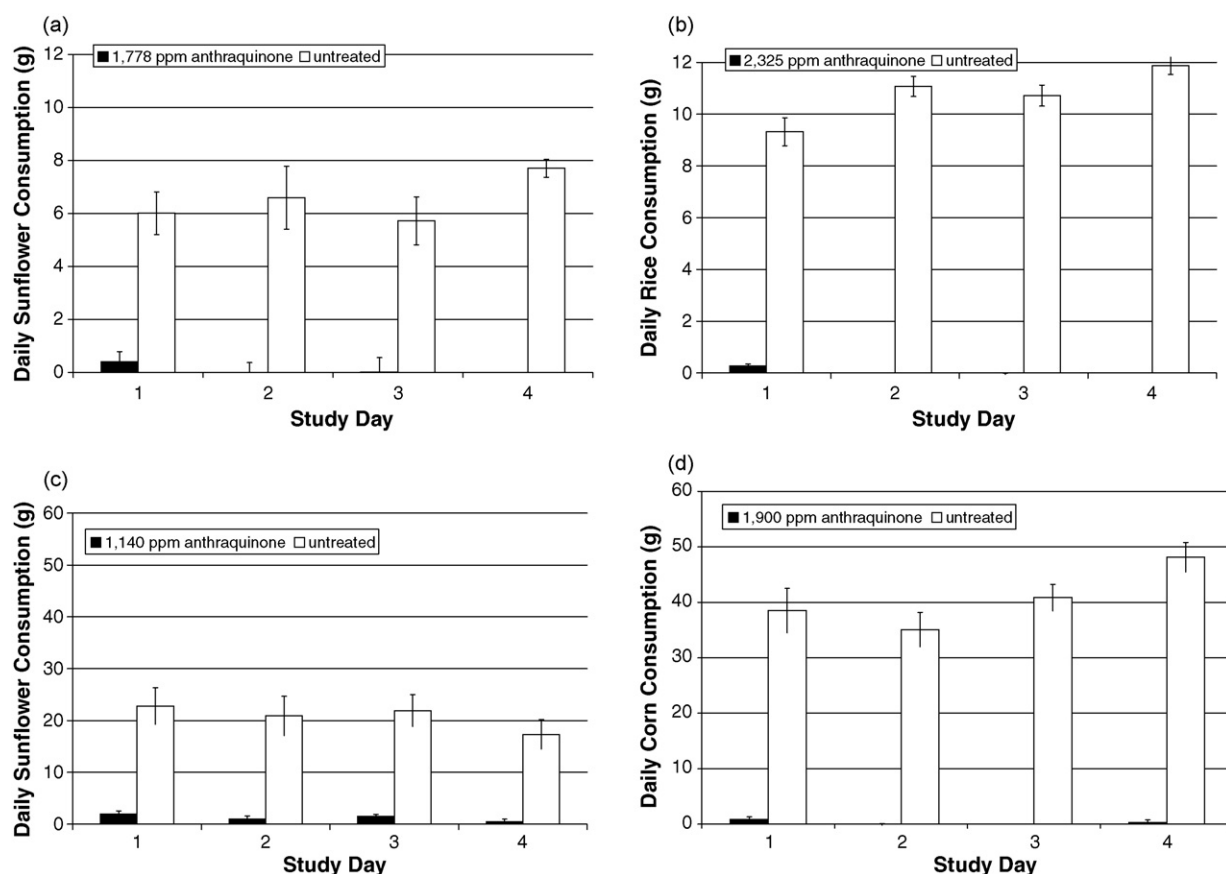 (a)
1,778 ppm anthraquinone untreated
Daily Sunflower Consumption (g)
12
10
8
6
4
2
0
1 2 3 4
Study Day
(b)
2,325 ppm anthraquinone untreated
Daily Rice Consumption (g)
12
10
8
6
4
2
0
1 2 3 4
Study Day
(c)
1,140 ppm anthraquinone untreated
Daily Sunflower Consumption (g)
60
50
40
30
20
10
0
1 2 3 4
Study Day
(d)
1,900 ppm anthraquinone untreated
Daily Corn Consumption (g)
60
50
40
30
20
10
0
1 2 3 4
Study Day